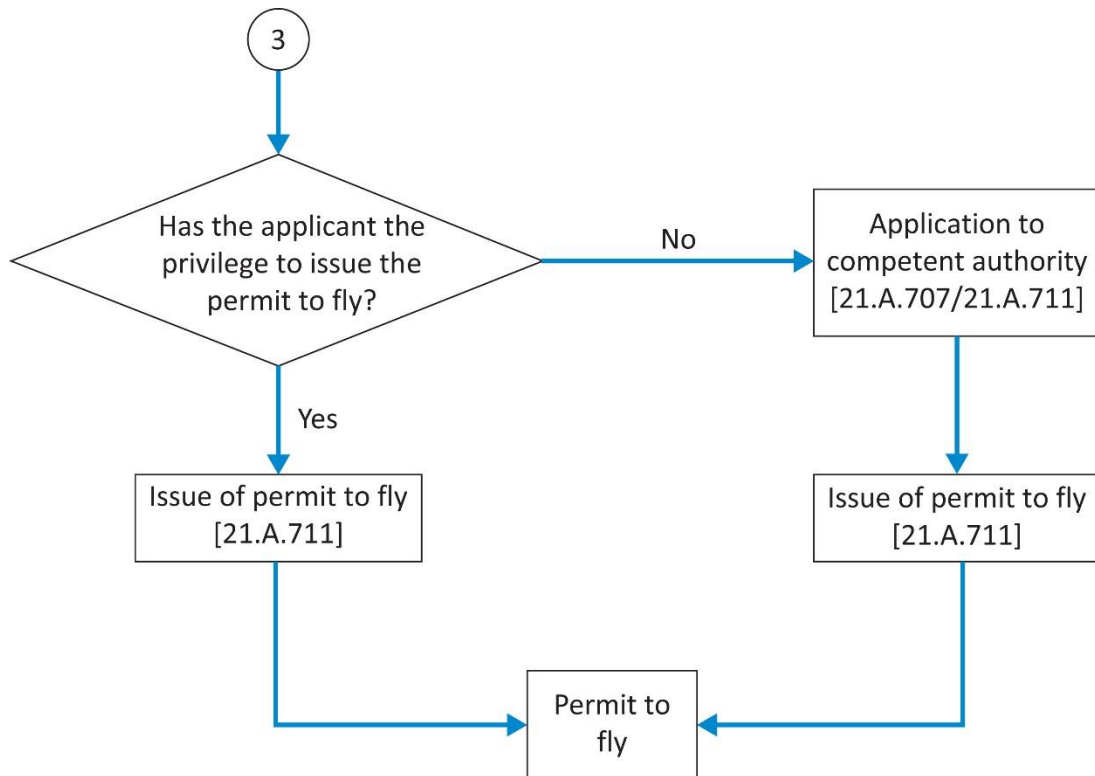 3
Has the applicant the
privilege to issue the
permit to fly?
No
Application to
competent authority
[21.A.707/21.A.711]
Yes
Issue of permit to fly
[21.A.711]
Issue of permit to fly
[21.A.711]
Permit to
fly